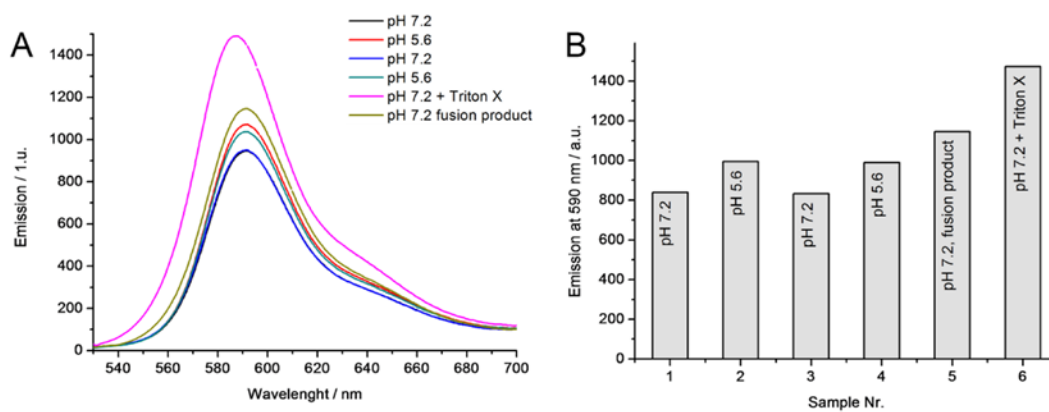 A
pH 7.2
pH 5.6
pH 7.2
pH 5.6
pH 7.2 + Triton X
pH 7.2 fusion product
Emission / 1.u.
1400
1200
1000
800
600
400
200
0
540 560 580 600 620 640 660 680 700
Wavelenght / nm
B
Emission at 590 nm / a.u.
1400
1200
1000
800
600
400
200
0
pH 7.2
pH 5.6
pH 7.2
pH 5.6
pH 7.2, fusion product
pH 7.2 + Triton X
1 2 3 4 5 6
Sample Nr.